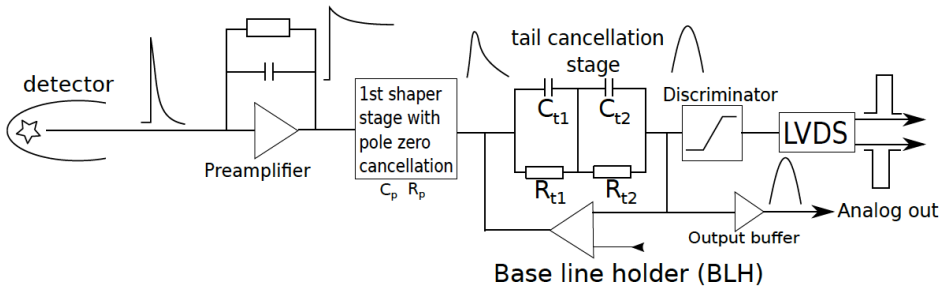 detector
Preamplifier
1st shaper
stage with
pole zero
cancellation
Cp Rp
tail cancellation
stage
Ct1 Ct2
Rt1 Rt2
Discriminator
LVDS
Output buffer
Analog out
Base line holder (BLH)